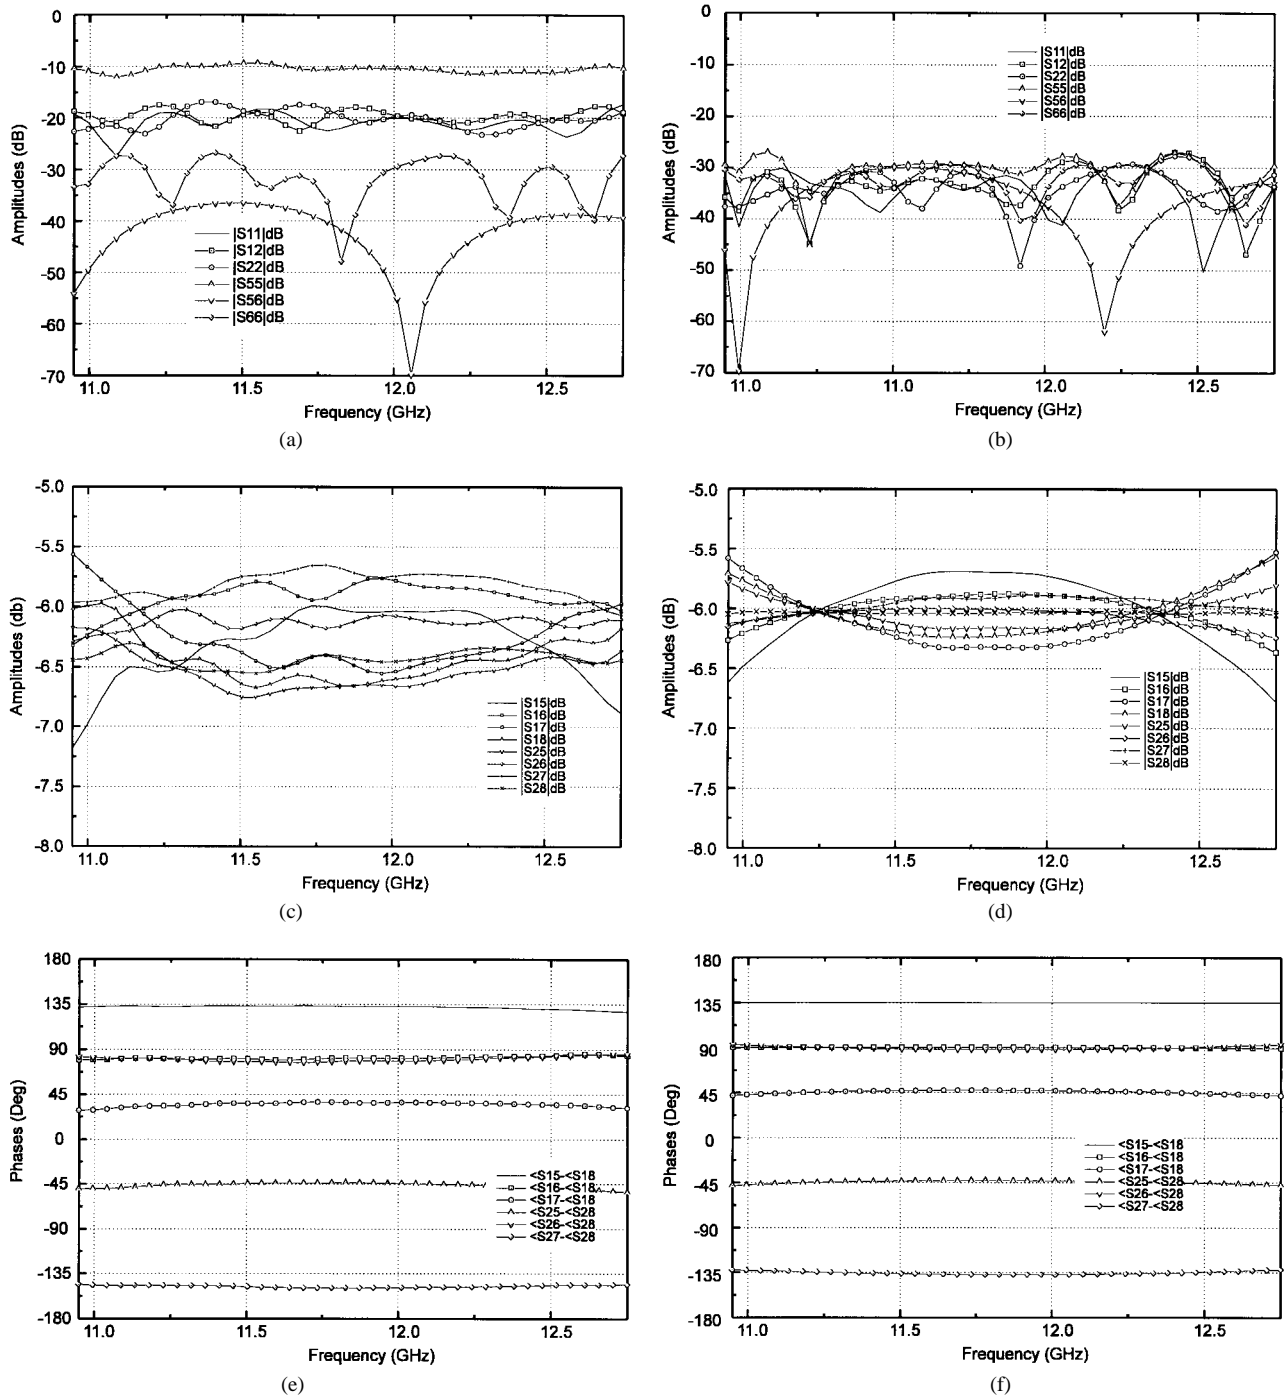 0
-10
-20
-30
-40
-50
-60
-70
Amplitudes (dB)
|S11|dB
|S12|dB
|S22|dB
|S55|dB
|S56|dB
|S66|dB
11.0
11.5
12.0
12.5
Frequency (GHz)
(a)
0
-10
-20
-30
-40
-50
-60
-70
Amplitudes (dB)
|S11|dB
|S12|dB
|S22|dB
|S55|dB
|S56|dB
|S66|dB
11.0
11.0
12.0
12.5
Frequency (GHz)
(b)
-5.0
-5.5
-6.0
-6.5
-7.0
-7.5
-8.0
Amplitudes (db)
|S15|dB
|S16|dB
|S17|dB
|S18|dB
|S25|dB
|S26|dB
|S27|dB
|S28|dB
11.0
11.5
12.0
12.5
Frequency (GHz)
(c)
-5.0
-5.5
-6.0
-6.5
-7.0
-7.5
-8.0
Amplitudes (dB)
|S15|dB
|S16|dB
|S17|dB
|S18|dB
|S25|dB
|S26|dB
|S27|dB
|S28|dB
11.0
11.5
12.0
12.5
Frequency (GHz)
(d)
180
135
90
45
0
-45
-90
-135
-180
Phases (Deg)
<S15-<S18
<S16-<S18
<S17-<S18
<S25-<S28
<S26-<S28
<S27-<S28
11.0
11.5
12.0
12.5
Frequency (GHz)
(e)
180
135
90
45
0
-45
-90
-135
-180
Phases (Deg)
<S15-<S18
<S16-<S18
<S17-<S18
<S25-<S28
<S26-<S28
<S27-<S28
11.0
11.5
12.0
12.5
Frequency (GHz)
(f)